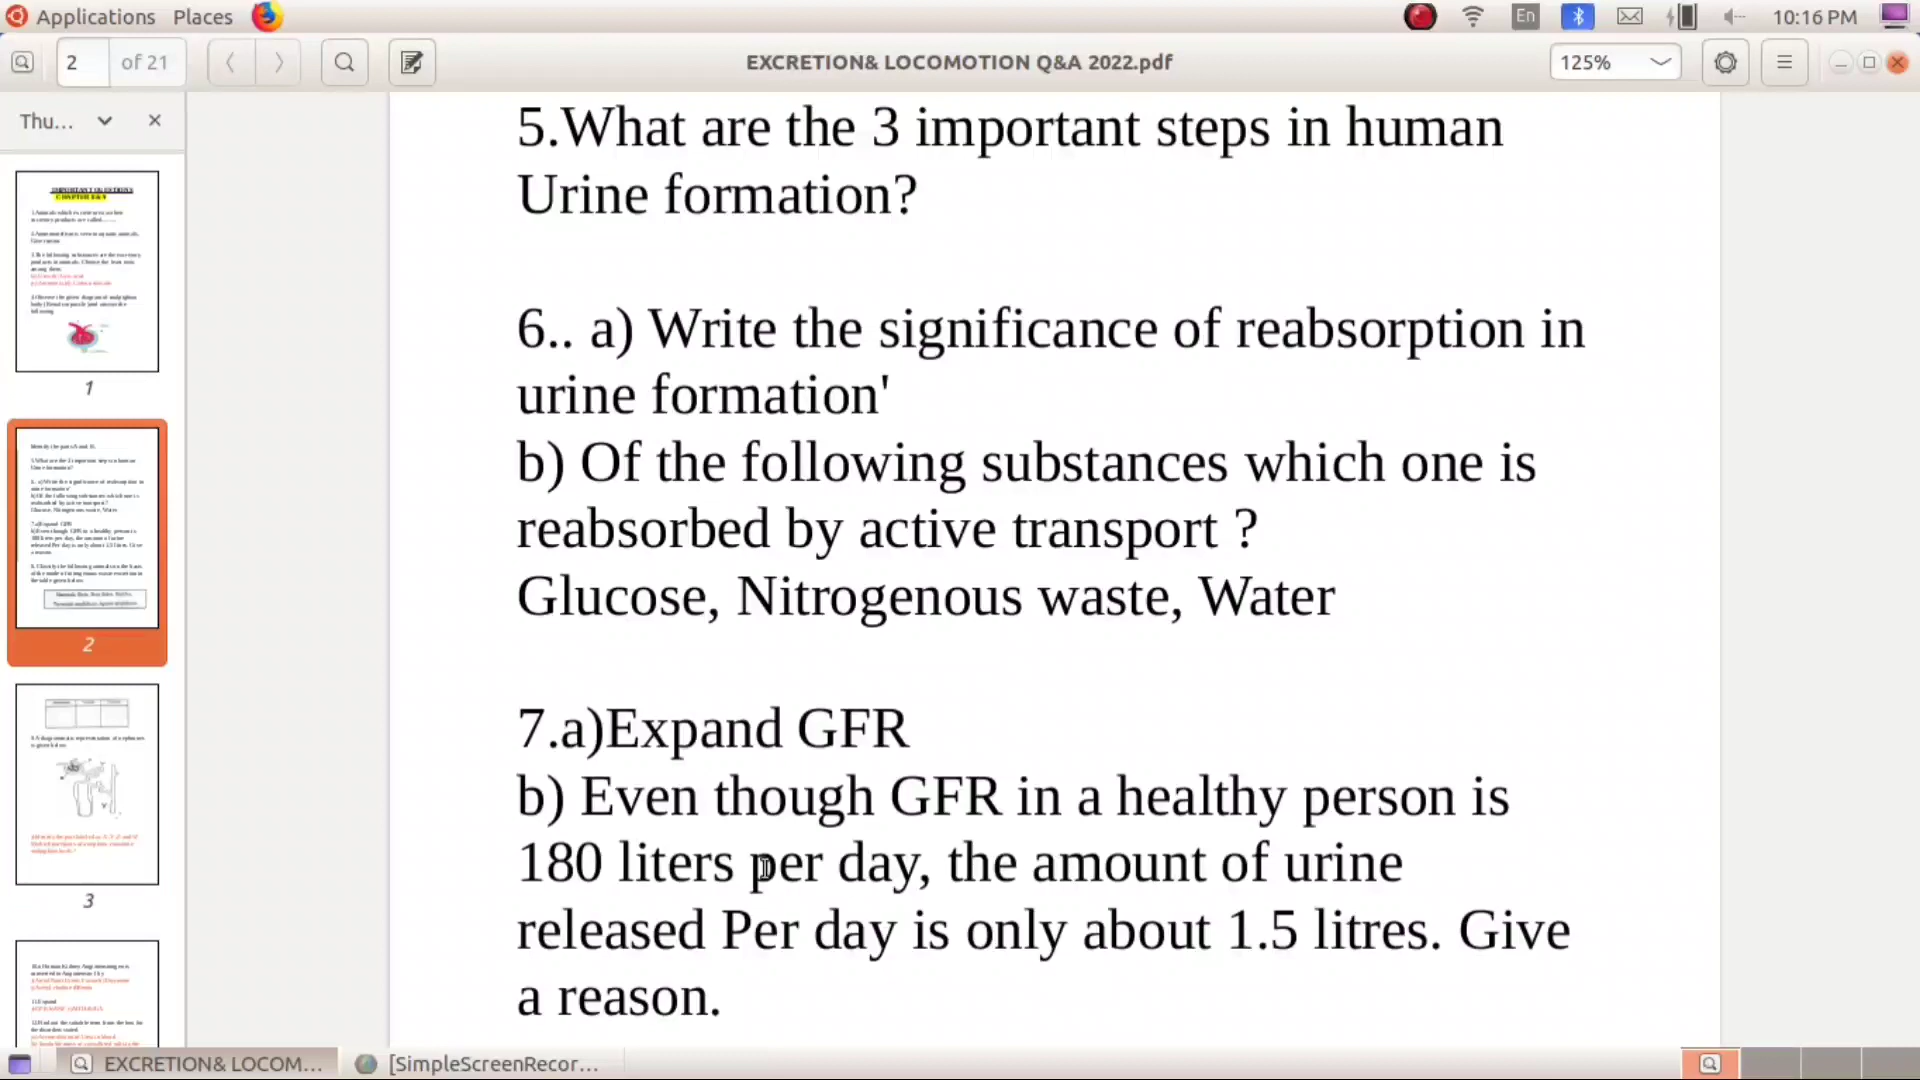 Applications Places
En
10:16 PM
2 of 21
EXCRETION& LOCOMOTION Q&A 2022.pdf
125%
Thu...
5.What are the 3 important steps in human
Urine formation?
6.. a) Write the significance of reabsorption in
urine formation'
b) Of the following substances which one is
reabsorbed by active transport ?
Glucose, Nitrogenous waste, Water
7.a)Expand GFR
b) Even though GFR in a healthy person is
180 liters per day, the amount of urine
released Per day is only about 1.5 litres. Give
a reason.
1
2
3
EXCRETION& LOCOM...
[SimpleScreenRecor...